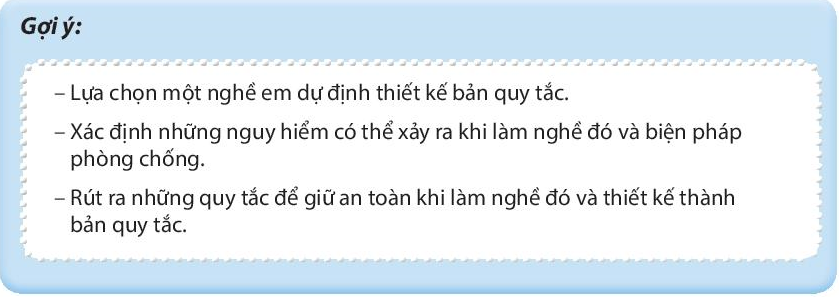 Gợi ý:
– Lựa chọn một nghề em dự định thiết kế bản quy tắc.
– Xác định những nguy hiểm có thể xảy ra khi làm nghề đó và biện pháp
phòng chống.
– Rút ra những quy tắc để giữ an toàn khi làm nghề đó và thiết kế thành
bản quy tắc.